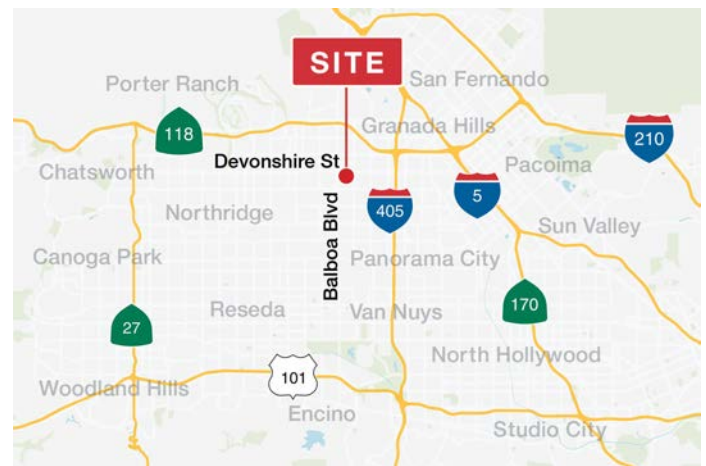 SITE
Porter Ranch
San Fernando
118
Granada Hills
210
Devonshire St
Chatsworth
Pacoima
5
405
Northridge
Balboa Blvd
Sun Valley
Canoga Park
Panorama City
Reseda
Van Nuys
170
27
North Hollywood
101
Woodland Hills
Encino
Studio City